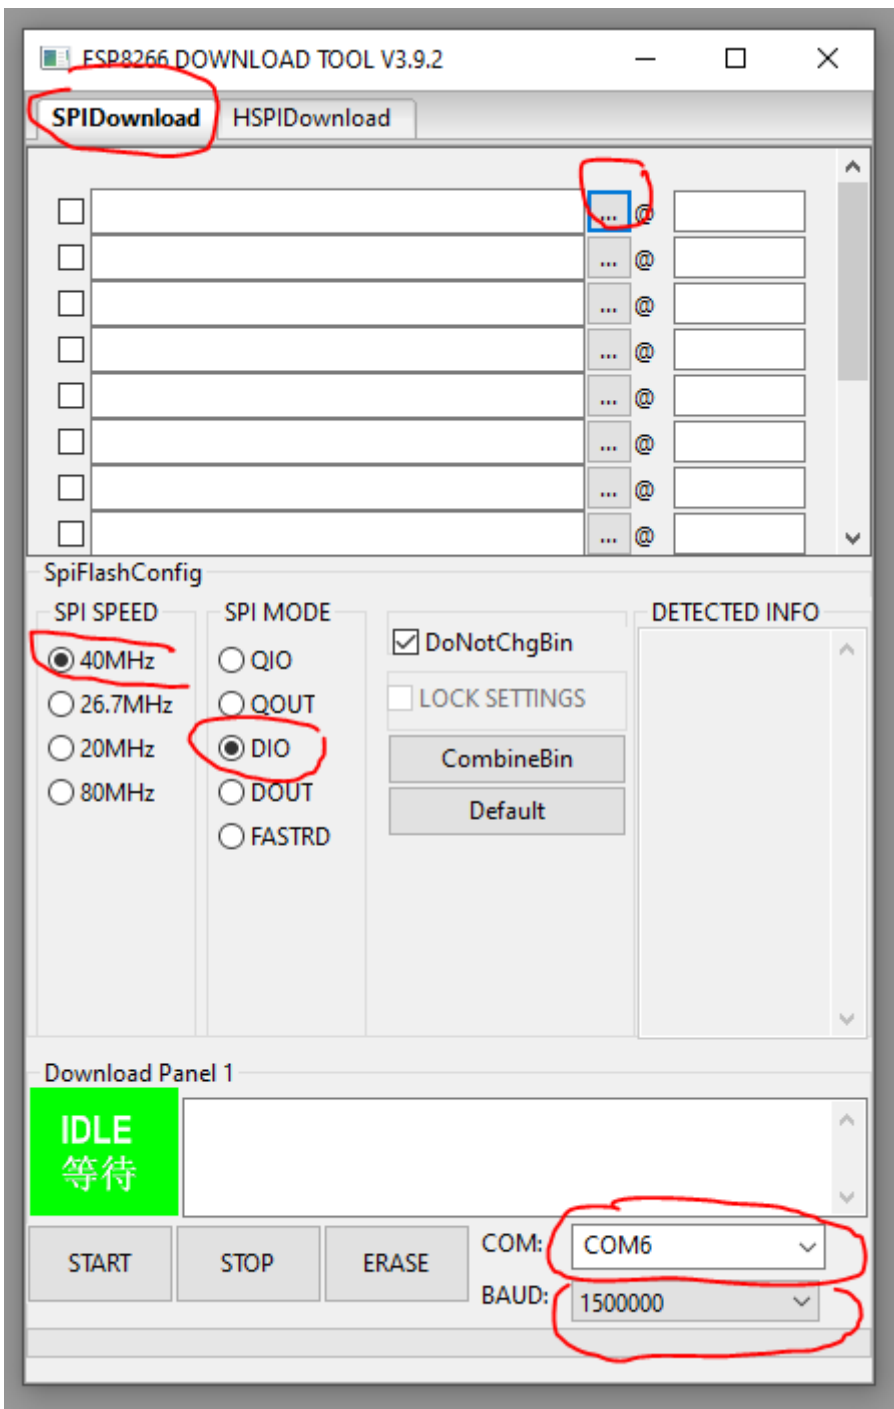 ESP8266 DOWNLOAD TOOL V3.9.2
SPIDownload HSPIDownload
... @
... @
... @
... @
... @
... @
... @
... @
SpiFlashConfig
SPI SPEED
40MHz
26.7MHz
20MHz
80MHz
SPI MODE
QIO
QOUT
DIO
DOUT
FASTRD
DoNotChgBin
LOCK SETTINGS
CombineBin
Default
DETECTED INFO
Download Panel 1
IDLE
等待
START STOP ERASE
COM: COM6
BAUD: 1500000